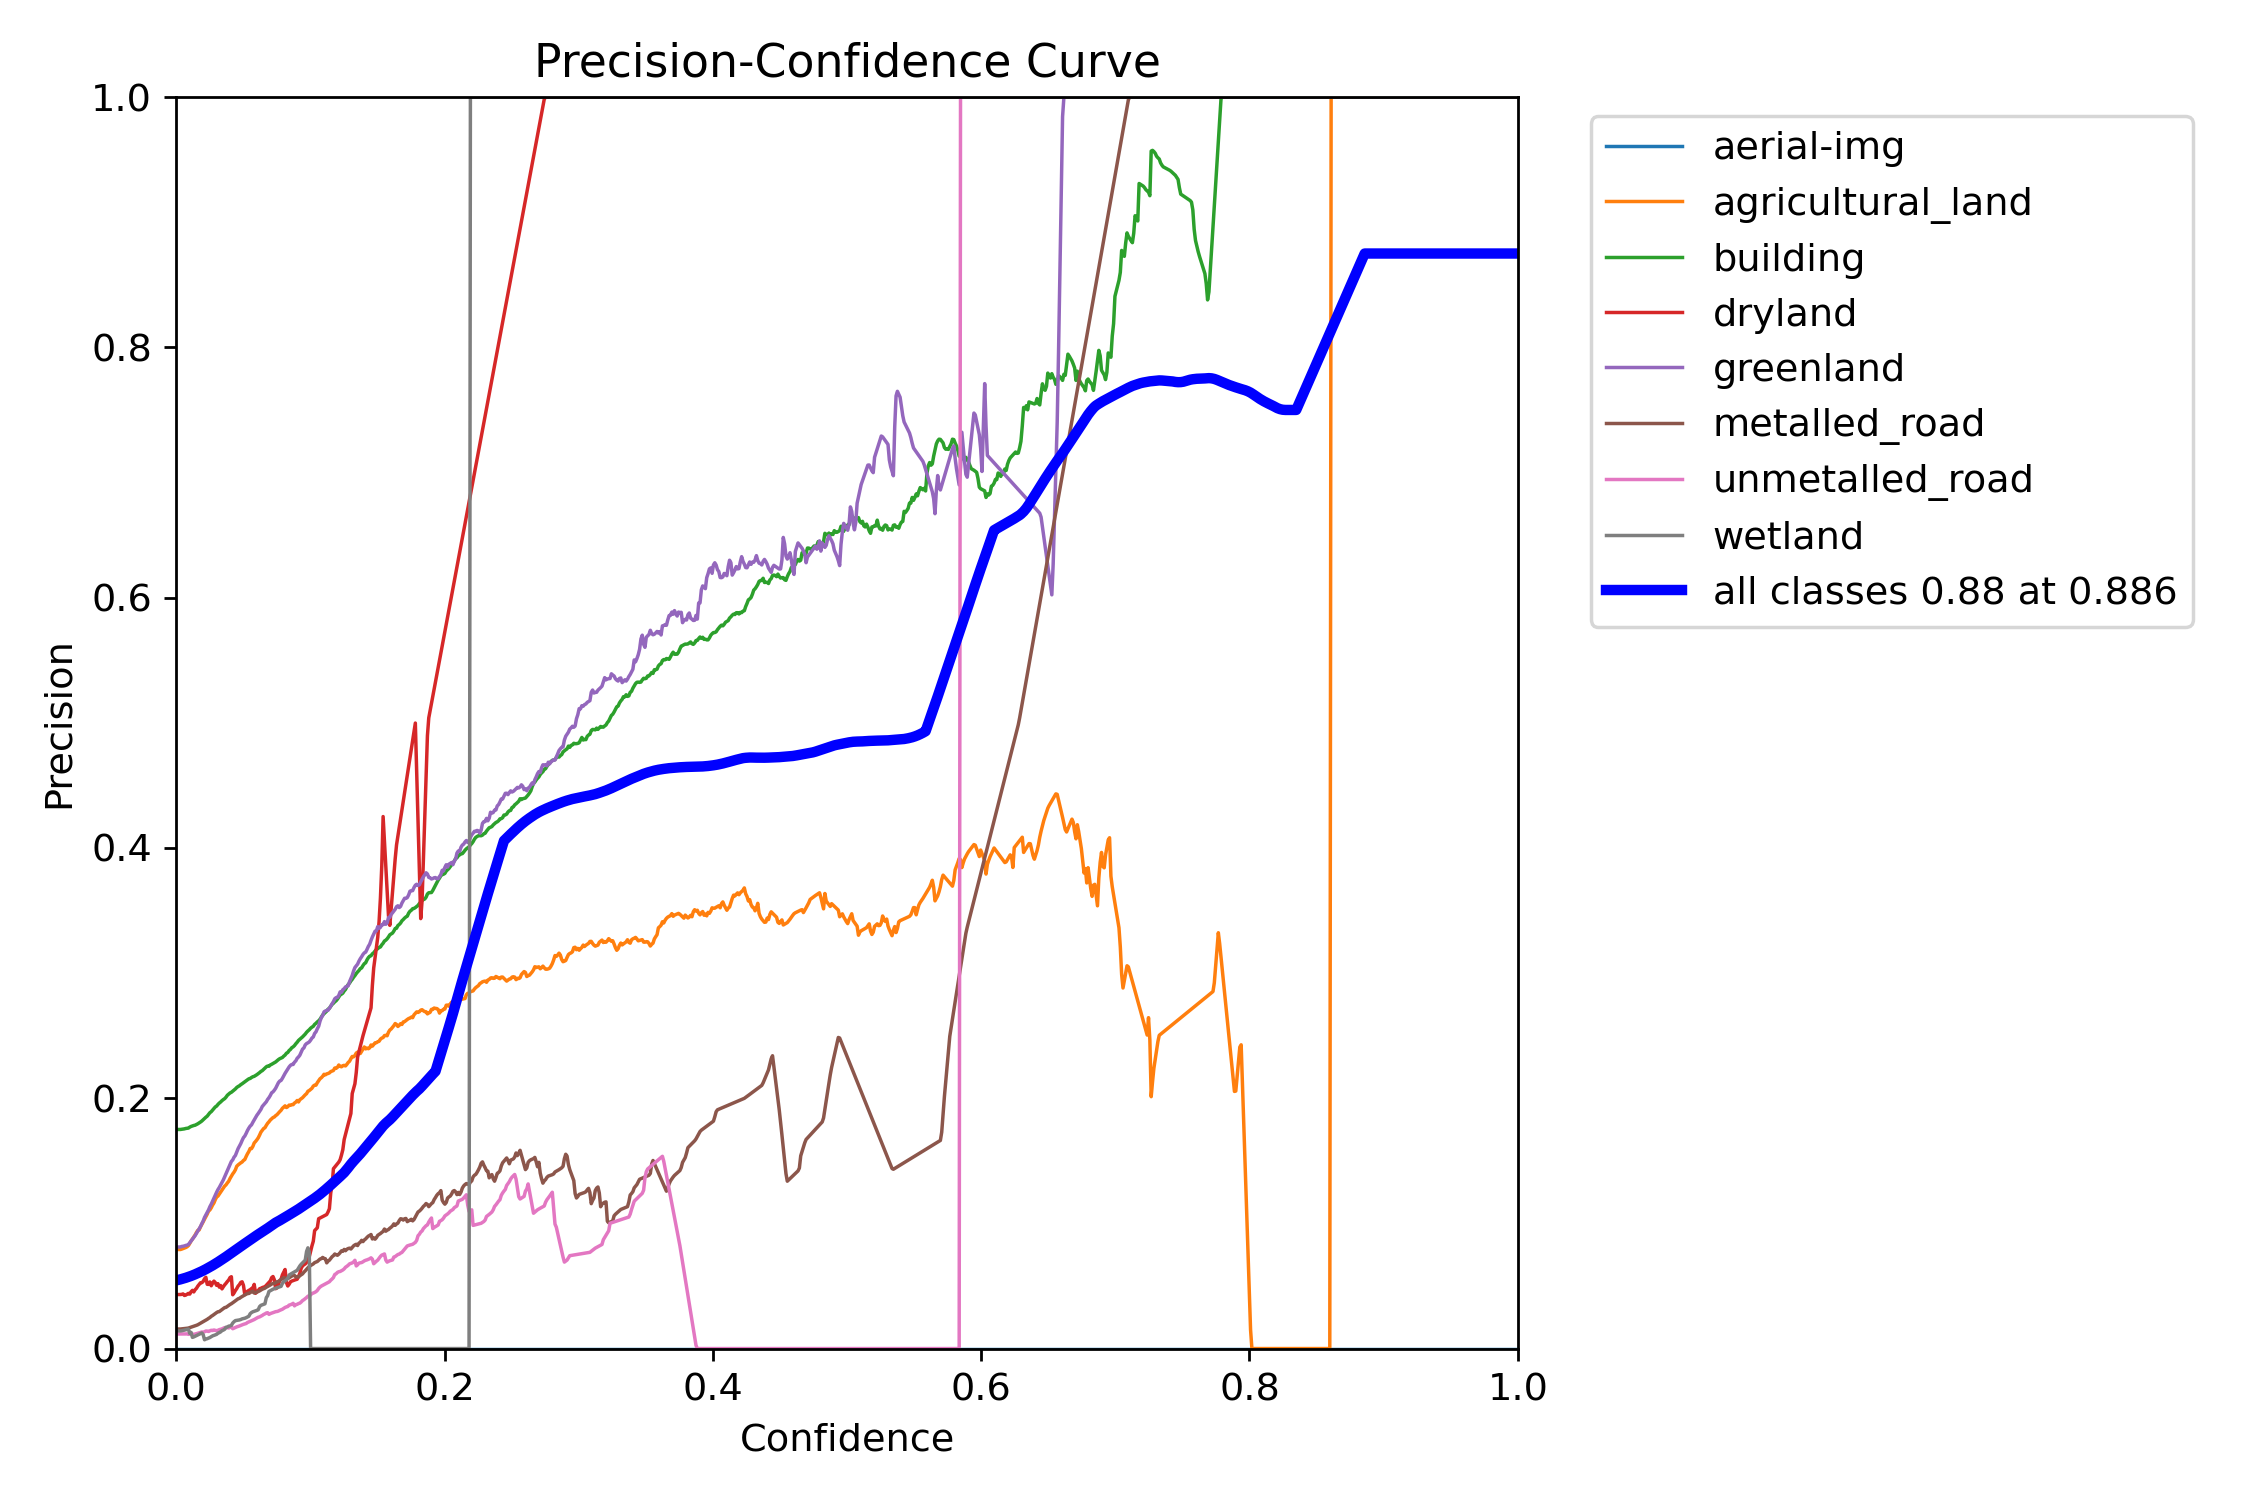 Precision-Confidence Curve
1.0
0.8
0.6
0.4
0.2
0.0
Precision
0.0 0.2 0.4 0.6 0.8 1.0
Confidence
aerial-img
agricultural_land
building
dryland
greenland
metalled_road
unmetalled_road
wetland
all classes 0.88 at 0.886